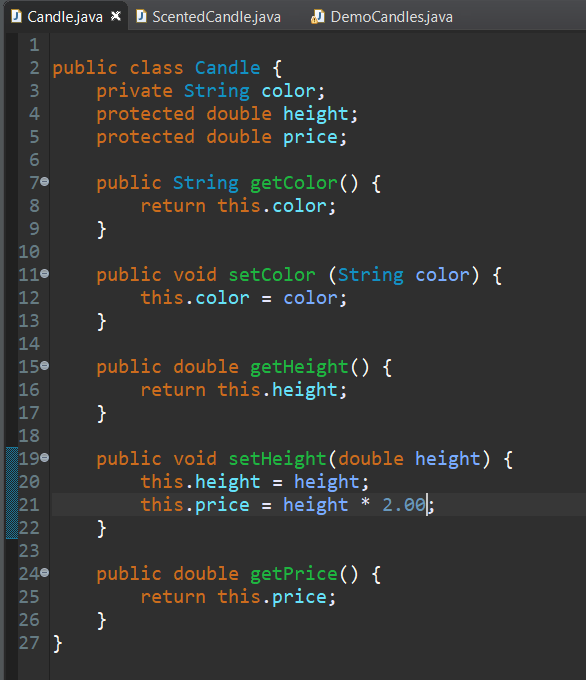 Candle.java ScentedCandle.java DemoCandles.java
1
2 public class Candle {
3     private String color;
4     protected double height;
5     protected double price;
6
7     public String getColor() {
8         return this.color;
9     }
10
11     public void setColor (String color) {
12         this.color = color;
13     }
14
15     public double getHeight() {
16         return this.height;
17     }
18
19     public void setHeight(double height) {
20         this.height = height;
21         this.price = height * 2.00;
22     }
23
24     public double getPrice() {
25         return this.price;
26     }
27 }